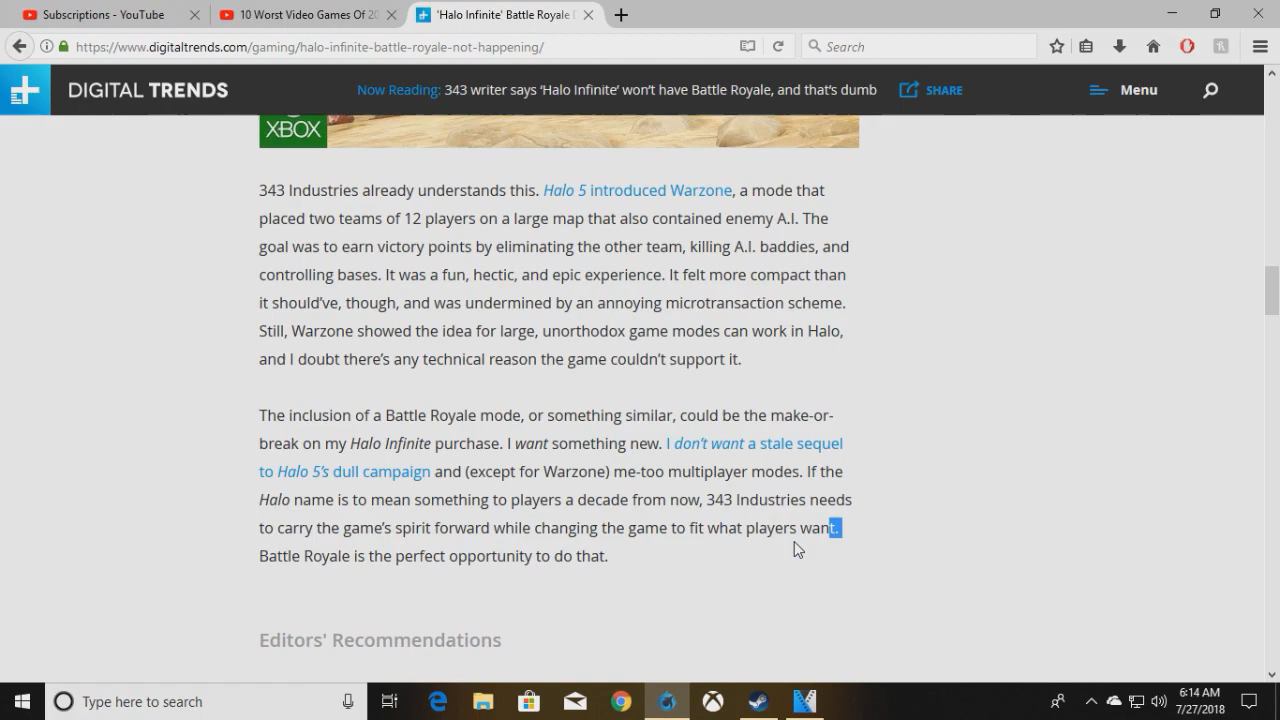 Subscriptions - YouTube
10 Worst Video Games Of 20
'Halo Infinite' Battle Royale
https://www.digitaltrends.com/gaming/halo-infinite-battle-royale-not-happening/
Search
DIGITAL TRENDS
Now Reading: 343 writer says ‘Halo Infinite’ won’t have Battle Royale, and that’s dumb
SHARE
Menu
XBOX
343 Industries already understands this. Halo 5 introduced Warzone, a mode that
placed two teams of 12 players on a large map that also contained enemy A.I. The
goal was to earn victory points by eliminating the other team, killing A.I. baddies, and
controlling bases. It was a fun, hectic, and epic experience. It felt more compact than
it should’ve, though, and was undermined by an annoying microtransaction scheme.
Still, Warzone showed the idea for large, unorthodox game modes can work in Halo,
and I doubt there’s any technical reason the game couldn’t support it.
The inclusion of a Battle Royale mode, or something similar, could be the make-or-
break on my Halo Infinite purchase. I want something new. I don’t want a stale sequel
to Halo 5’s dull campaign and (except for Warzone) me-too multiplayer modes. If the
Halo name is to mean something to players a decade from now, 343 Industries needs
to carry the game’s spirit forward while changing the game to fit what players want.
Battle Royale is the perfect opportunity to do that.
Editors' Recommendations
Type here to search
6:14 AM
7/27/2018